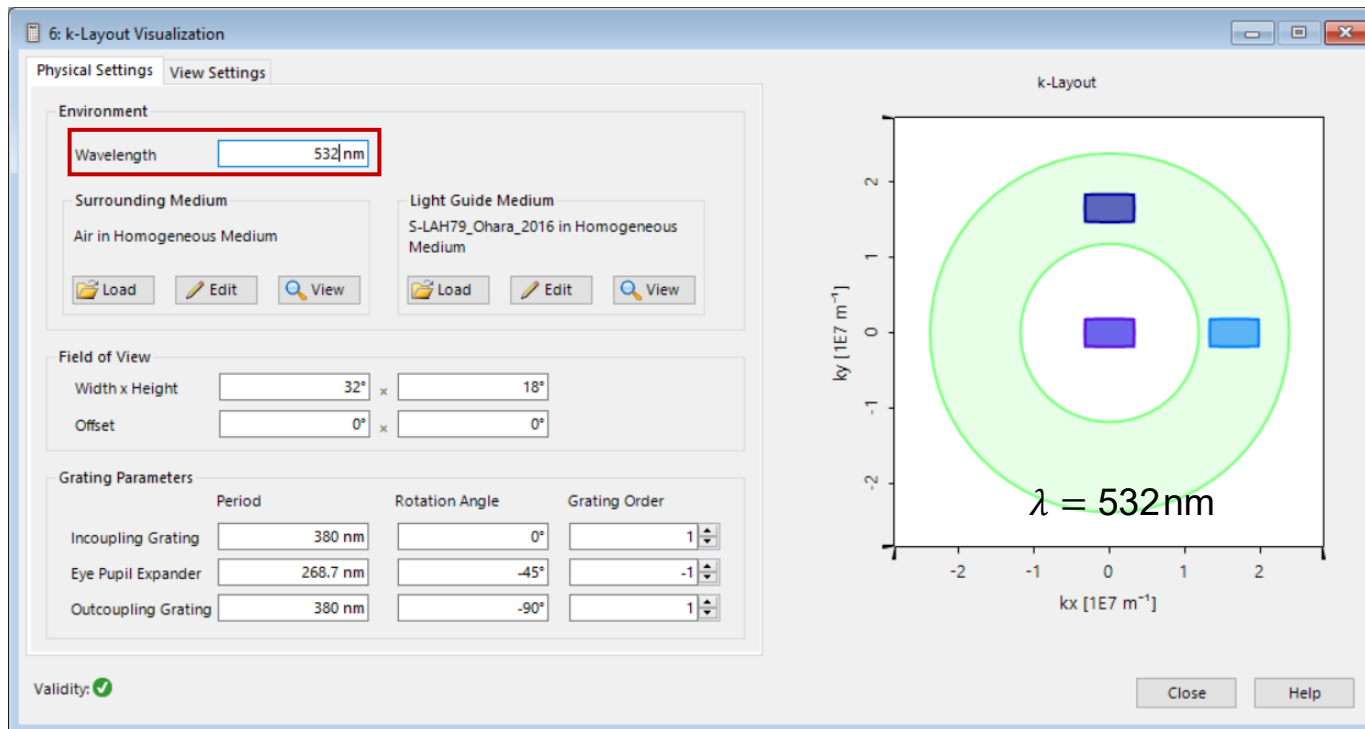 6: k-Layout Visualization
Physical Settings View Settings
Environment
Wavelength 532 nm
Surrounding Medium
Air in Homogeneous Medium
Load Edit View
Light Guide Medium
S-LAH79_Ohara_2016 in Homogeneous
Medium
Load Edit View
Field of View
Width x Height 32° × 18°
Offset 0° × 0°
Grating Parameters
Period Rotation Angle Grating Order
Incoupling Grating 380 nm 0° 1
Eye Pupil Expander 268.7 nm -45° -1
Outcoupling Grating 380 nm -90° 1
Validity:
k-Layout
ky [1E7 m⁻¹]
2
1
0
-1
-2
λ = 532nm
-2 -1 0 1 2
kx [1E7 m⁻¹]
Close Help